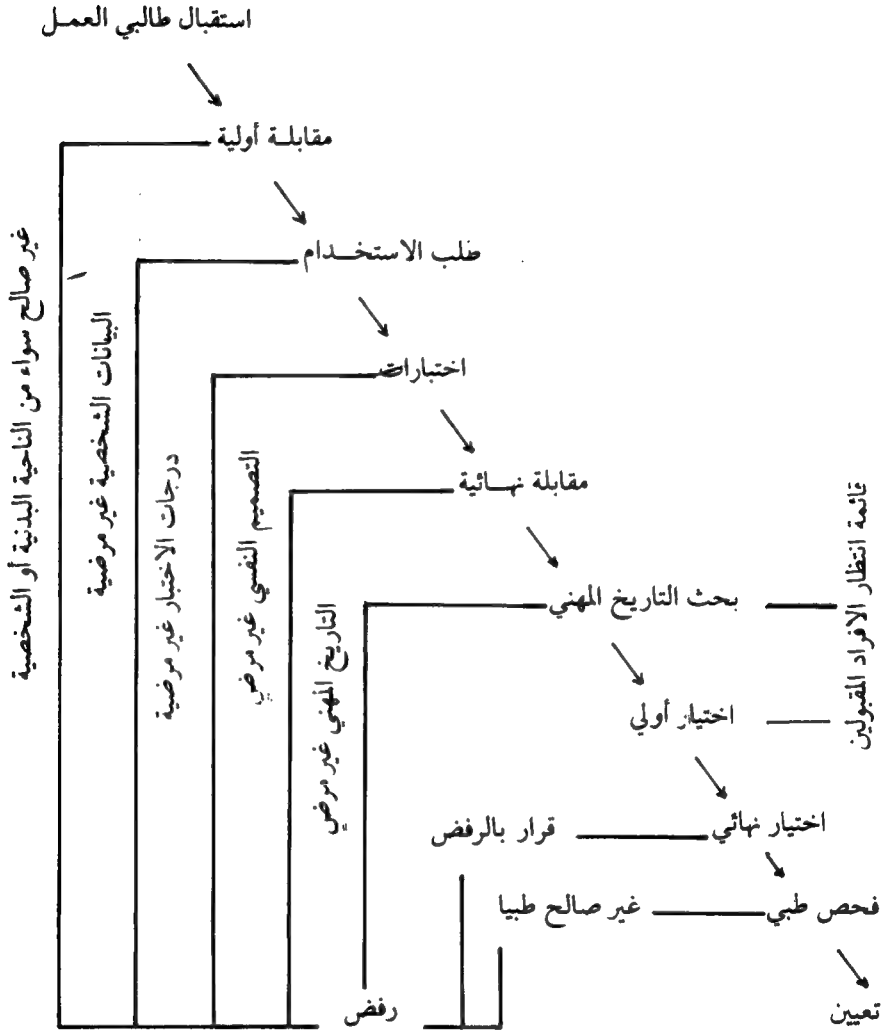 استقبال طالبي العمل
مقابلة أولية
طلب الاستخدام
اختبارات
مقابلة نهائية
بحث التاريخ المهني
اختيار أولي
اختيار نهائي
قرار بالرفض
فحص طبي
غير صالح طبيا
تعيين
رفض
غير صالح سواء من الناحية البدنية أو الشخصية
البيانات الشخصية غير مرضية
درجات الاختبار غير مرضية
التصميم النفسي غير مرضي
التاريخ المهني غير مرض
قائمة انتظار الافراد المقبولين